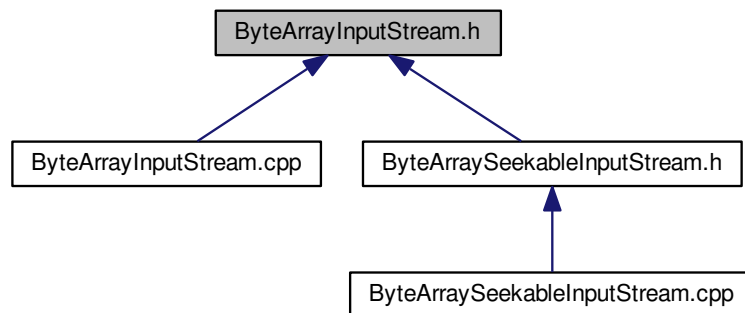 ByteArrayInputStream.h
ByteArrayInputStream.cpp
ByteArraySeekableInputStream.h
ByteArraySeekableInputStream.cpp